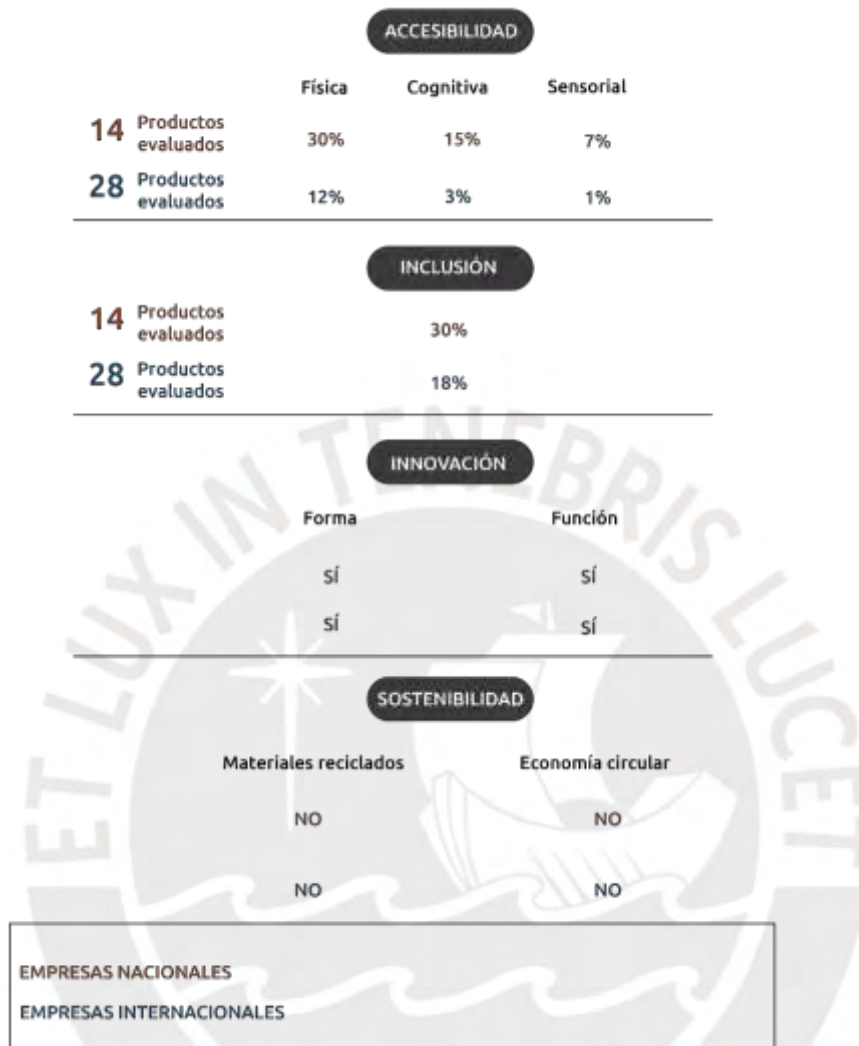 ACCESIBILIDAD
Física Cognitiva Sensorial
14 Productos evaluados 30% 15% 7%
28 Productos evaluados 12% 3% 1%
INCLUSIÓN
14 Productos evaluados 30%
28 Productos evaluados 18%
INNOVACIÓN
Forma Función
SÍ SÍ
SÍ SÍ
SOSTENIBILIDAD
Materiales reciclados Economía circular
NO NO
NO NO
EMPRESAS NACIONALES
EMPRESAS INTERNACIONALES
ET LUX IN TENEBRIS LUCET